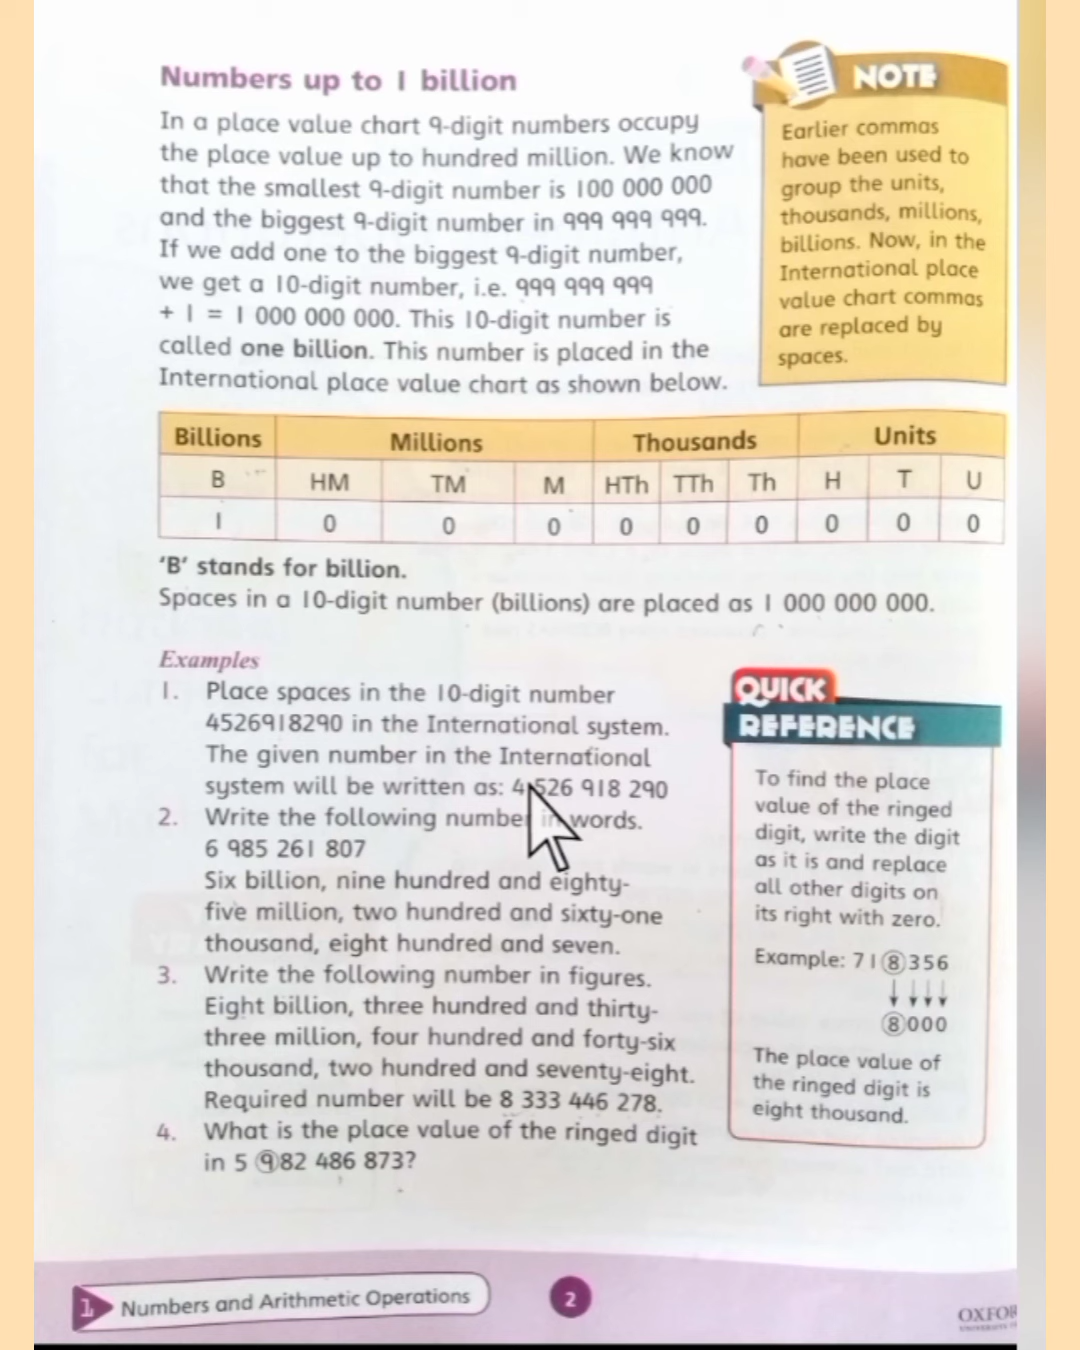 Numbers up to 1 billion
In a place value chart 9-digit numbers occupy
the place value up to hundred million. We know
that the smallest 9-digit number is 100 000 000
and the biggest 9-digit number in 999 999 999.
If we add one to the biggest 9-digit number,
we get a 10-digit number, i.e. 999 999 999
+ 1 = 1 000 000 000. This 10-digit number is
called one billion. This number is placed in the
International place value chart as shown below.
NOTE
Earlier commas
have been used to
group the units,
thousands, millions,
billions. Now, in the
International place
value chart commas
are replaced by
spaces.
Billions Millions Thousands Units
B HM TM M HTh TTh Th H T U
1 0 0 0 0 0 0 0 0 0
'B' stands for billion.
Spaces in a 10-digit number (billions) are placed as 1 000 000 000.
Examples
1. Place spaces in the 10-digit number
4526918290 in the International system.
The given number in the International
system will be written as: 4 526 918 290
2. Write the following number in words.
6 985 261 807
Six billion, nine hundred and eighty-
five million, two hundred and sixty-one
thousand, eight hundred and seven.
3. Write the following number in figures.
Eight billion, three hundred and thirty-
three million, four hundred and forty-six
thousand, two hundred and seventy-eight.
Required number will be 8 333 446 278.
4. What is the place value of the ringed digit
in 5 ⑨82 486 873?
QUICK
REFERENCE
To find the place
value of the ringed
digit, write the digit
as it is and replace
all other digits on
its right with zero.
Example: 71⑧356
⑧000
The place value of
the ringed digit is
eight thousand.
1 Numbers and Arithmetic Operations
2
OXFOR